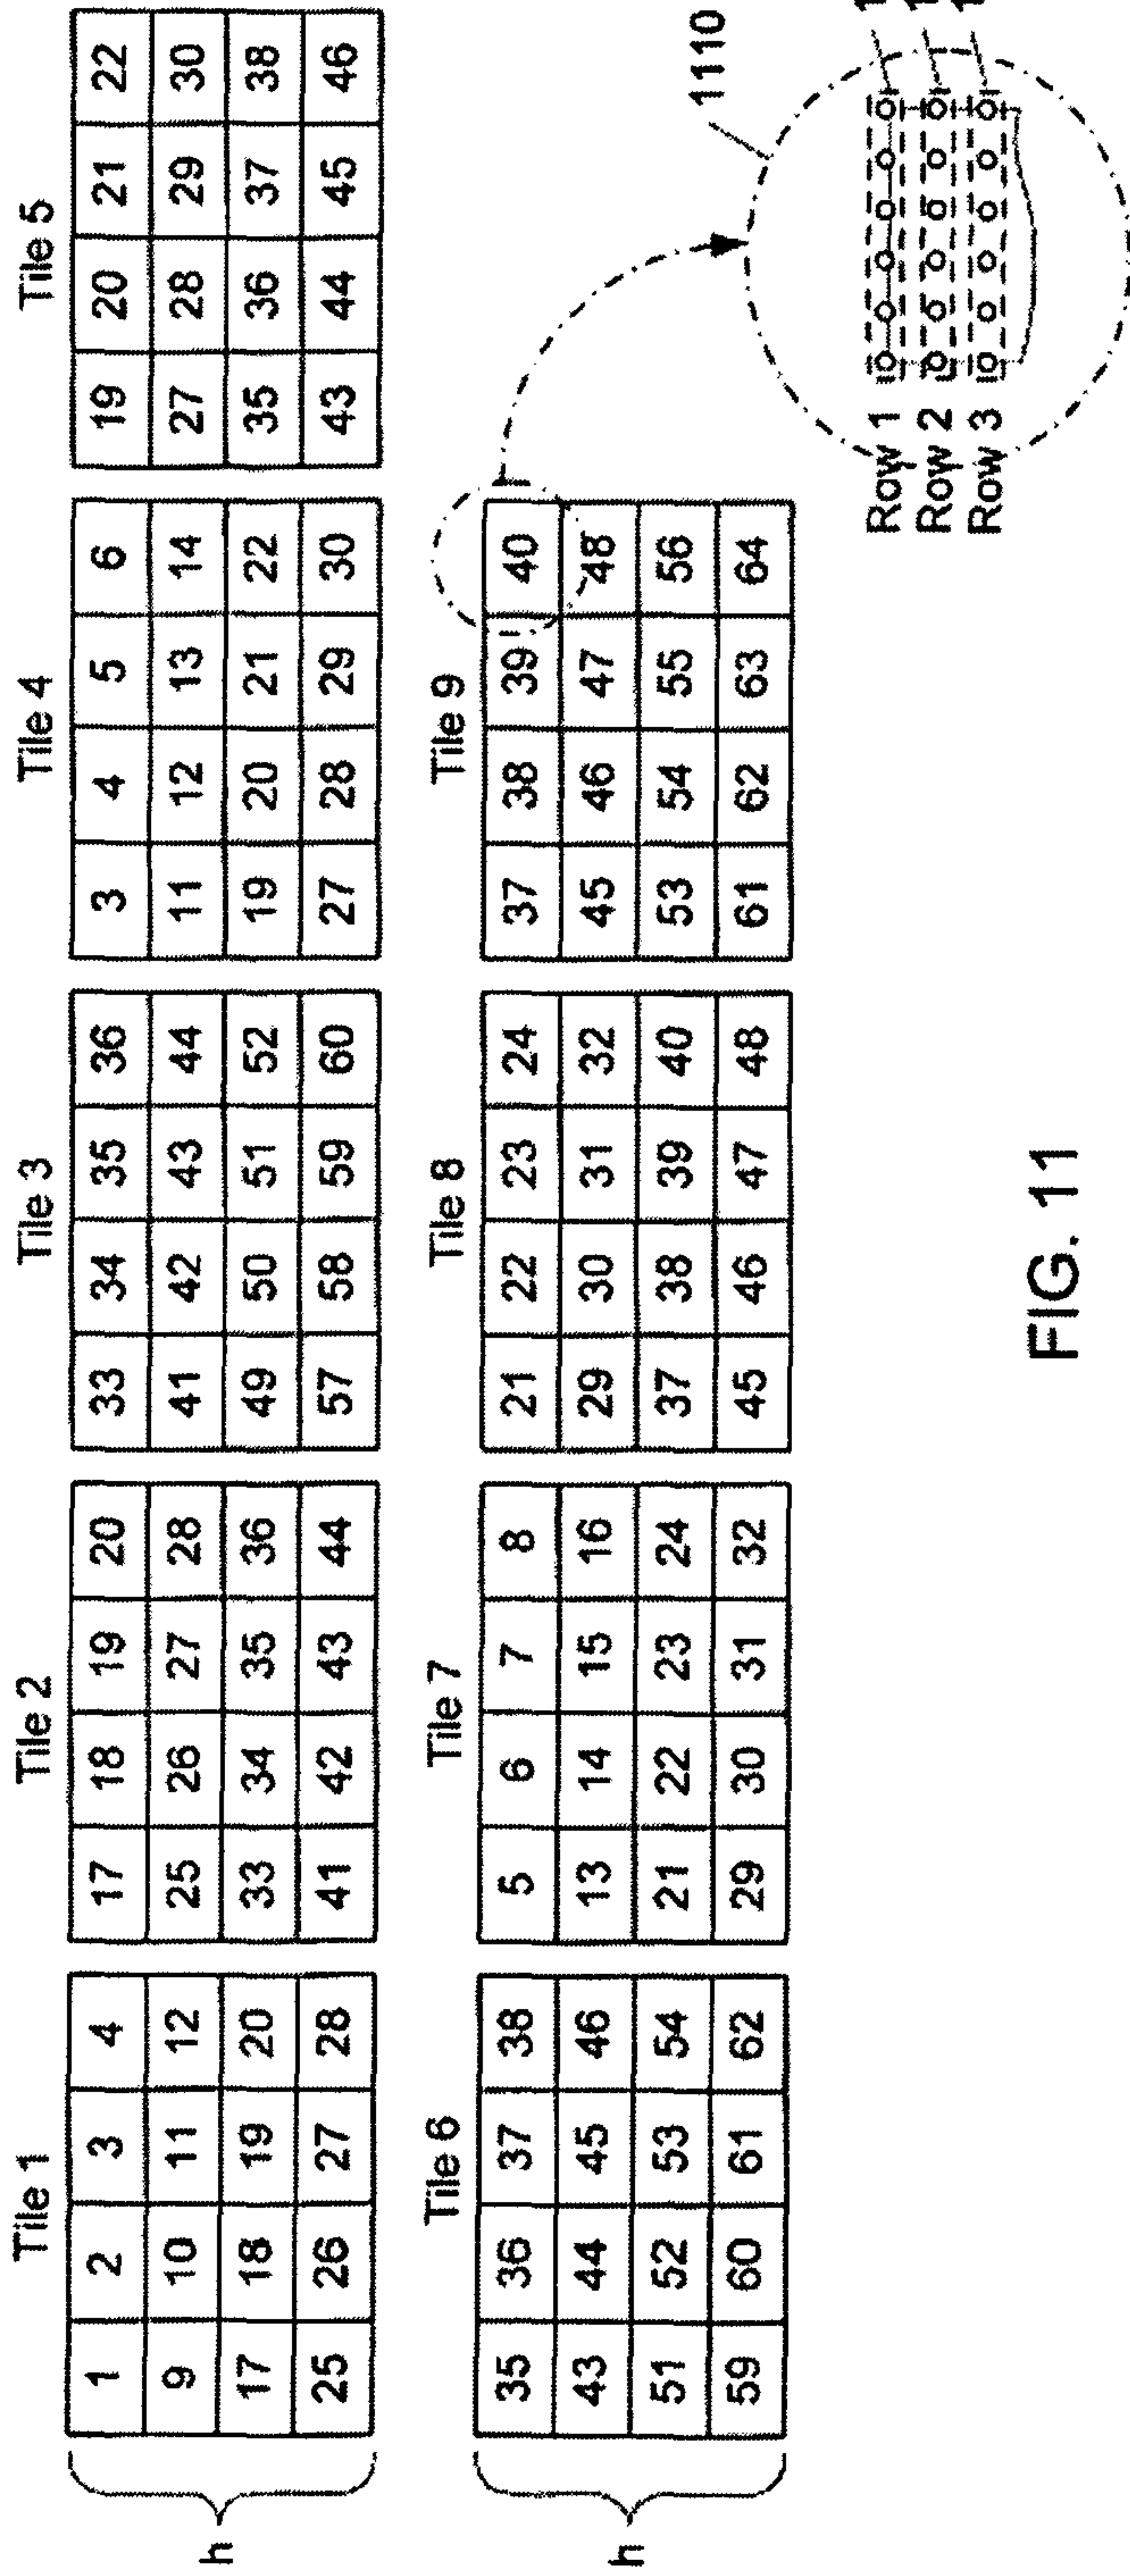 Tile 1 Tile 2 Tile 3 Tile 4 Tile 5
1 2 3 4 17 18 19 20 33 34 35 36 3 4 5 6 19 20 21 22
9 10 11 12 25 26 27 28 41 42 43 44 11 12 13 14 27 28 29 30
17 18 19 20 33 34 35 36 49 50 51 52 19 20 21 22 35 36 37 38
25 26 27 28 41 42 43 44 57 58 59 60 27 28 29 30 43 44 45 46
h
Tile 6 Tile 7 Tile 8 Tile 9
35 36 37 38 5 6 7 8 21 22 23 24 37 38 39 40
43 44 45 46 13 14 15 16 29 30 31 32 45 46 47 48
51 52 53 54 21 22 23 24 37 38 39 40 53 54 55 56
59 60 61 62 29 30 31 32 45 46 47 48 61 62 63 64
h
1110
Row 1
Row 2
Row 3
FIG. 11